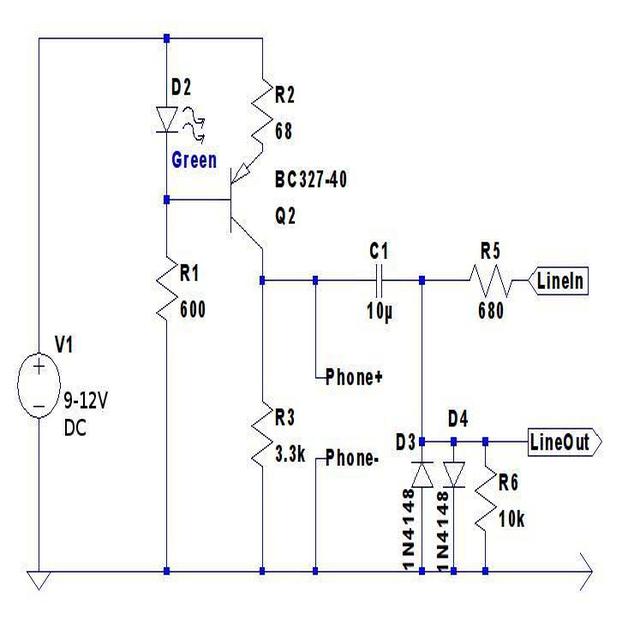 D2
Green
R2
68
BC327-40
Q2
R1
600
C1
10µ
R5
680
LineIn
V1
9-12V
DC
Phone+
R3
3.3k
Phone-
D3
1N4148
D4
1N4148
LineOut
R6
10k